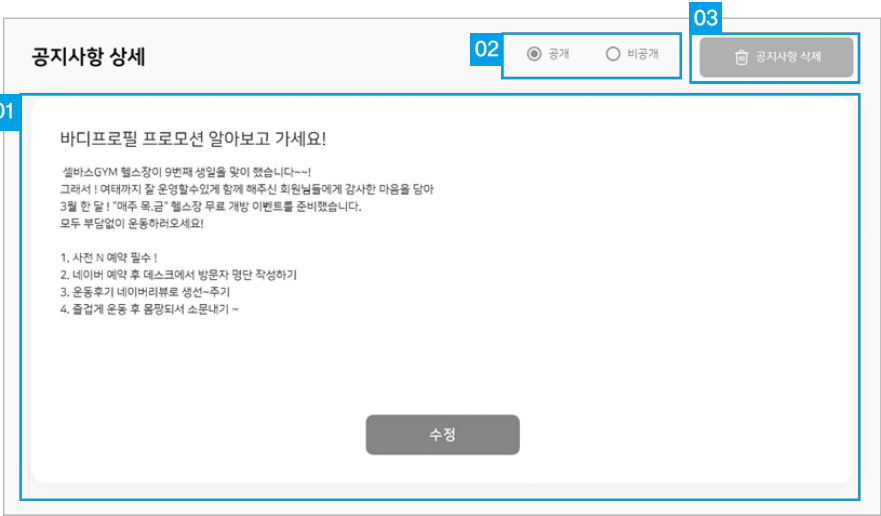 03
공지사항 상세
02
공개
비공개
공지사항 삭제
01
바디프로필 프로모션 알아보고 가세요!
셀바스GYM 헬스장이 9번째 생일을 맞이 했습니다~~!
그래서 ! 여태까지 잘 운영할수있게 함께 해주신 회원님들에게 감사한 마음을 담아
3월 한 달 ! "매주 목.금" 헬스장 무료 개방 이벤트를 준비했습니다.
모두 부담없이 운동하러오세요!
1. 사전 N 예약 필수 !
2. 네이버 예약 후 데스크에서 방문자 명단 작성하기
3. 운동후기 네이버리뷰로 생선~주기
4. 즐겁게 운동 후 몸짱되서 소문내기 ~
수정